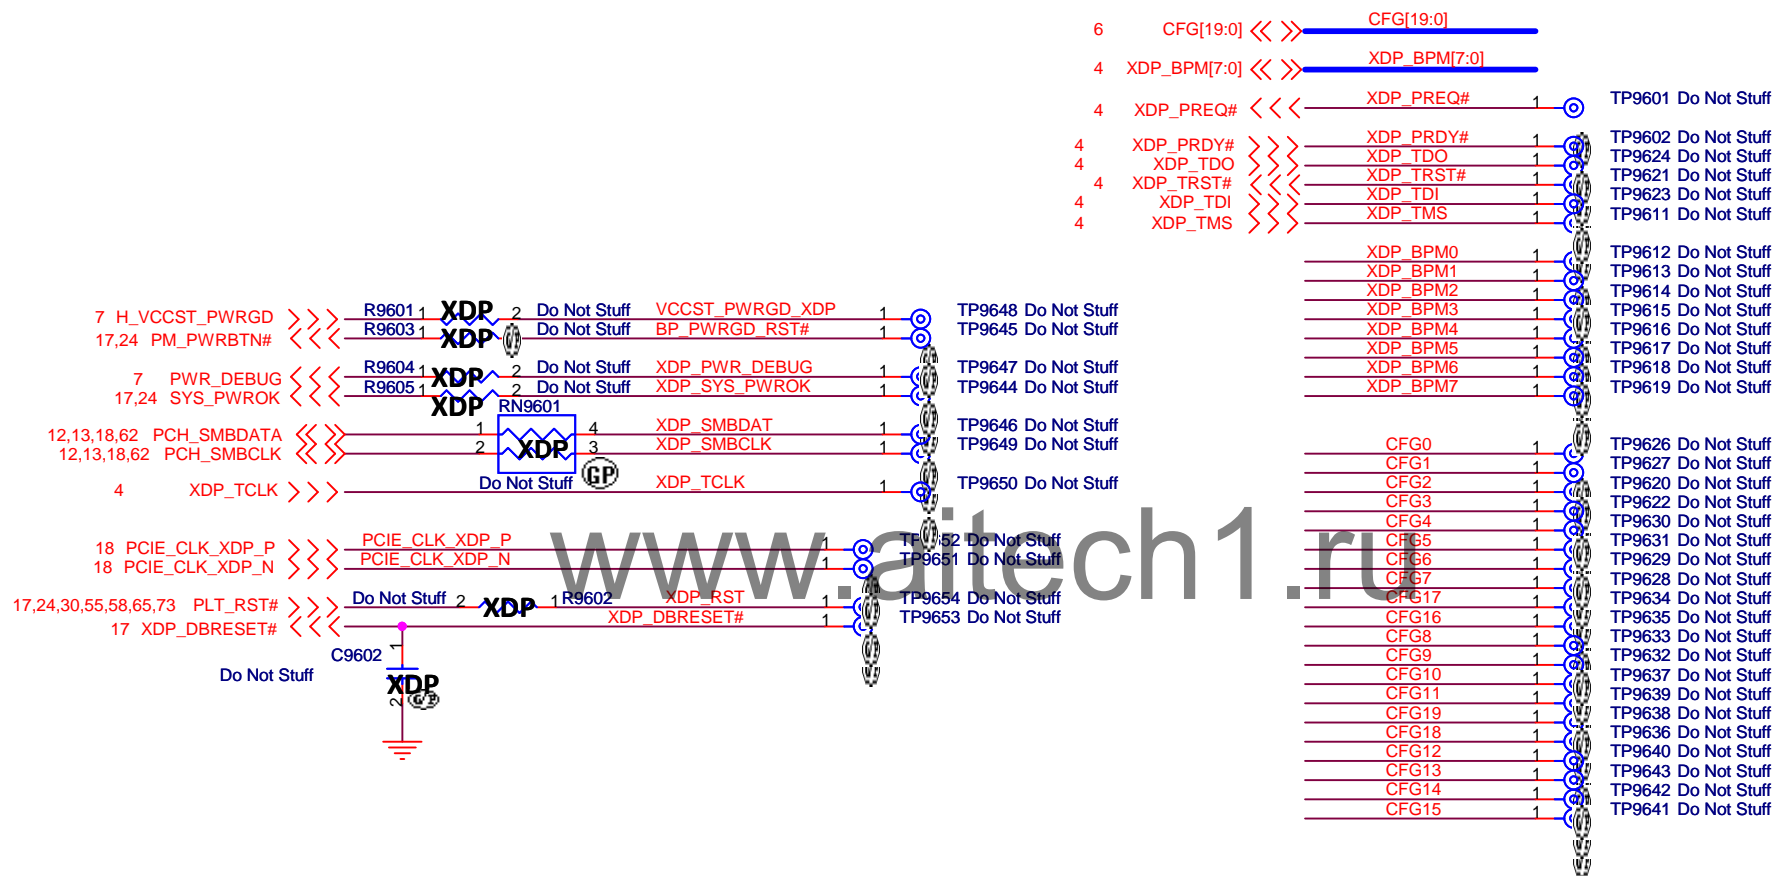 6 CFG[19:0] CFG[19:0]
4 XDP_BPM[7:0] XDP_BPM[7:0]
4 XDP_PREQ# XDP_PREQ# 1 TP9601 Do Not Stuff
4 XDP_PRDY# XDP_PRDY# 1 TP9602 Do Not Stuff
4 XDP_TDO XDP_TDO 1 TP9624 Do Not Stuff
4 XDP_TRST# XDP_TRST# 1 TP9621 Do Not Stuff
4 XDP_TDI XDP_TDI 1 TP9623 Do Not Stuff
4 XDP_TMS XDP_TMS 1 TP9611 Do Not Stuff
XDP_BPM0 1 TP9612 Do Not Stuff
XDP_BPM1 1 TP9613 Do Not Stuff
XDP_BPM2 1 TP9614 Do Not Stuff
XDP_BPM3 1 TP9615 Do Not Stuff
XDP_BPM4 1 TP9616 Do Not Stuff
XDP_BPM5 1 TP9617 Do Not Stuff
XDP_BPM6 1 TP9618 Do Not Stuff
XDP_BPM7 1 TP9619 Do Not Stuff
7 H_VCCST_PWRGD R9601 1 XDP 2 Do Not Stuff VCCST_PWRGD_XDP 1 TP9648 Do Not Stuff
17,24 PM_PWRBTN# R9603 1 XDP 2 Do Not Stuff BP_PWRGD_RST# 1 TP9645 Do Not Stuff
7 PWR_DEBUG R9604 1 XDP 2 Do Not Stuff XDP_PWR_DEBUG 1 TP9647 Do Not Stuff
17,24 SYS_PWROK R9605 1 XDP 2 Do Not Stuff XDP_SYS_PWROK 1 TP9644 Do Not Stuff
RN9601
12,13,18,62 PCH_SMBDATA 1 4 XDP_SMBDAT 1 TP9646 Do Not Stuff
12,13,18,62 PCH_SMBCLK 2 XDP 3 XDP_SMBCLK 1 TP9649 Do Not Stuff
GP
Do Not Stuff
4 XDP_TCLK XDP_TCLK 1 TP9650 Do Not Stuff
18 PCIE_CLK_XDP_P PCIE_CLK_XDP_P 1 TP9652 Do Not Stuff
18 PCIE_CLK_XDP_N PCIE_CLK_XDP_N 1 TP9651 Do Not Stuff
17,24,30,55,58,65,73 PLT_RST# Do Not Stuff 2 XDP 1 R9602 XDP_RST 1 TP9654 Do Not Stuff
17 XDP_DBRESET# XDP_DBRESET# 1 TP9653 Do Not Stuff
1
C9602
Do Not Stuff
XDP
2 GP
CFG0 1 TP9626 Do Not Stuff
CFG1 1 TP9627 Do Not Stuff
CFG2 1 TP9620 Do Not Stuff
CFG3 1 TP9622 Do Not Stuff
CFG4 1 TP9630 Do Not Stuff
CFG5 1 TP9631 Do Not Stuff
CFG6 1 TP9629 Do Not Stuff
CFG7 1 TP9628 Do Not Stuff
CFG17 1 TP9634 Do Not Stuff
CFG16 1 TP9635 Do Not Stuff
CFG8 1 TP9633 Do Not Stuff
CFG9 1 TP9632 Do Not Stuff
CFG10 1 TP9637 Do Not Stuff
CFG11 1 TP9639 Do Not Stuff
CFG19 1 TP9638 Do Not Stuff
CFG18 1 TP9636 Do Not Stuff
CFG12 1 TP9640 Do Not Stuff
CFG13 1 TP9643 Do Not Stuff
CFG14 1 TP9642 Do Not Stuff
CFG15 1 TP9641 Do Not Stuff
www.aitech1.ru